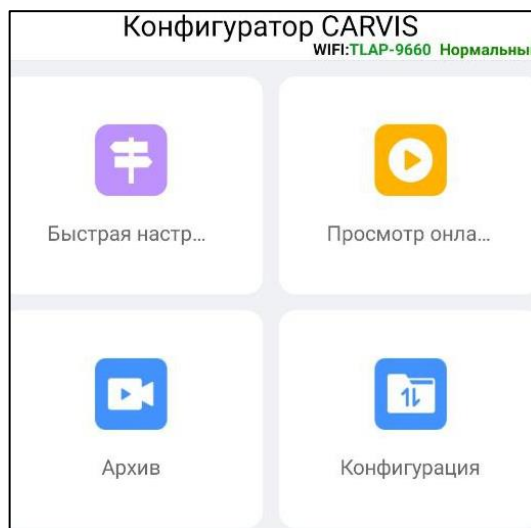 Конфигуратор CARVIS
WIFI:TLAP-9660 Нормальны
Быстрая настр...
Просмотр онла...
Архив
Конфигурация